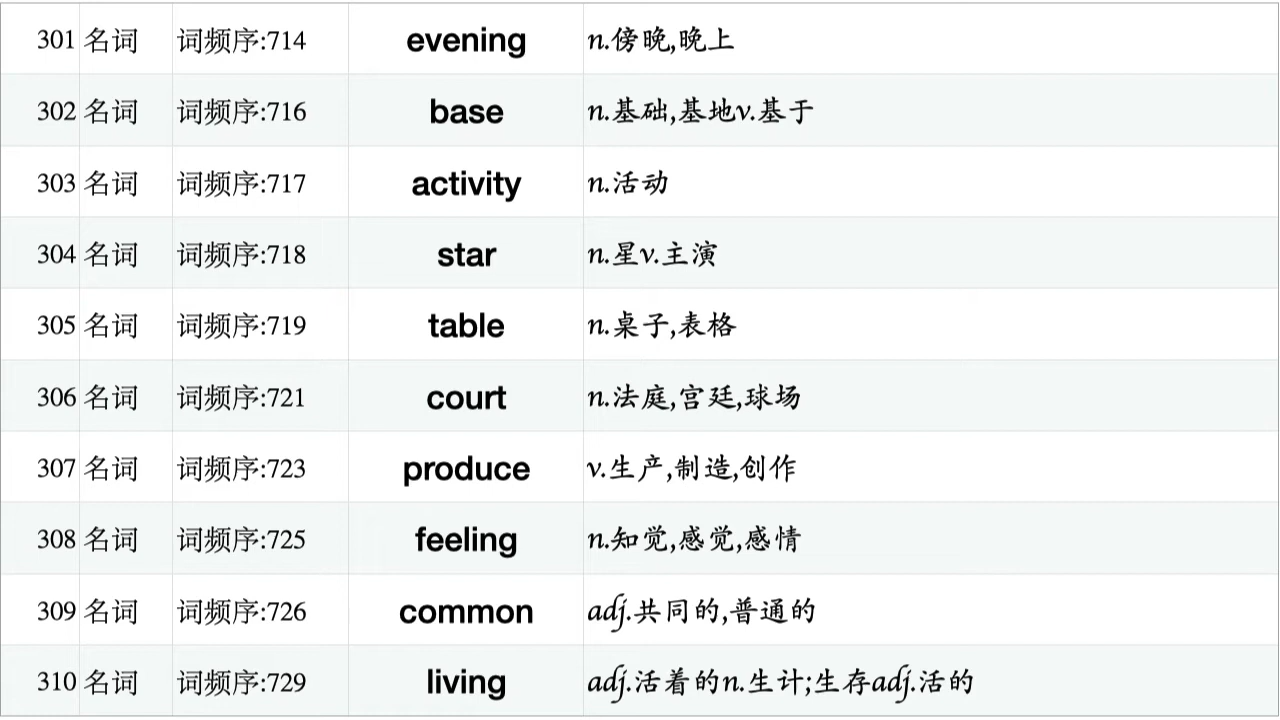 301 名词 词频序:714 evening n.傍晚,晚上
302 名词 词频序:716 base n.基础,基地v.基于
303 名词 词频序:717 activity n.活动
304 名词 词频序:718 star n.星v.主演
305 名词 词频序:719 table n.桌子,表格
306 名词 词频序:721 court n.法庭,宫廷,球场
307 名词 词频序:723 produce v.生产,制造,创作
308 名词 词频序:725 feeling n.知觉,感觉,感情
309 名词 词频序:726 common adj.共同的,普通的
310 名词 词频序:729 living adj.活着的n.生计;生存adj.活的